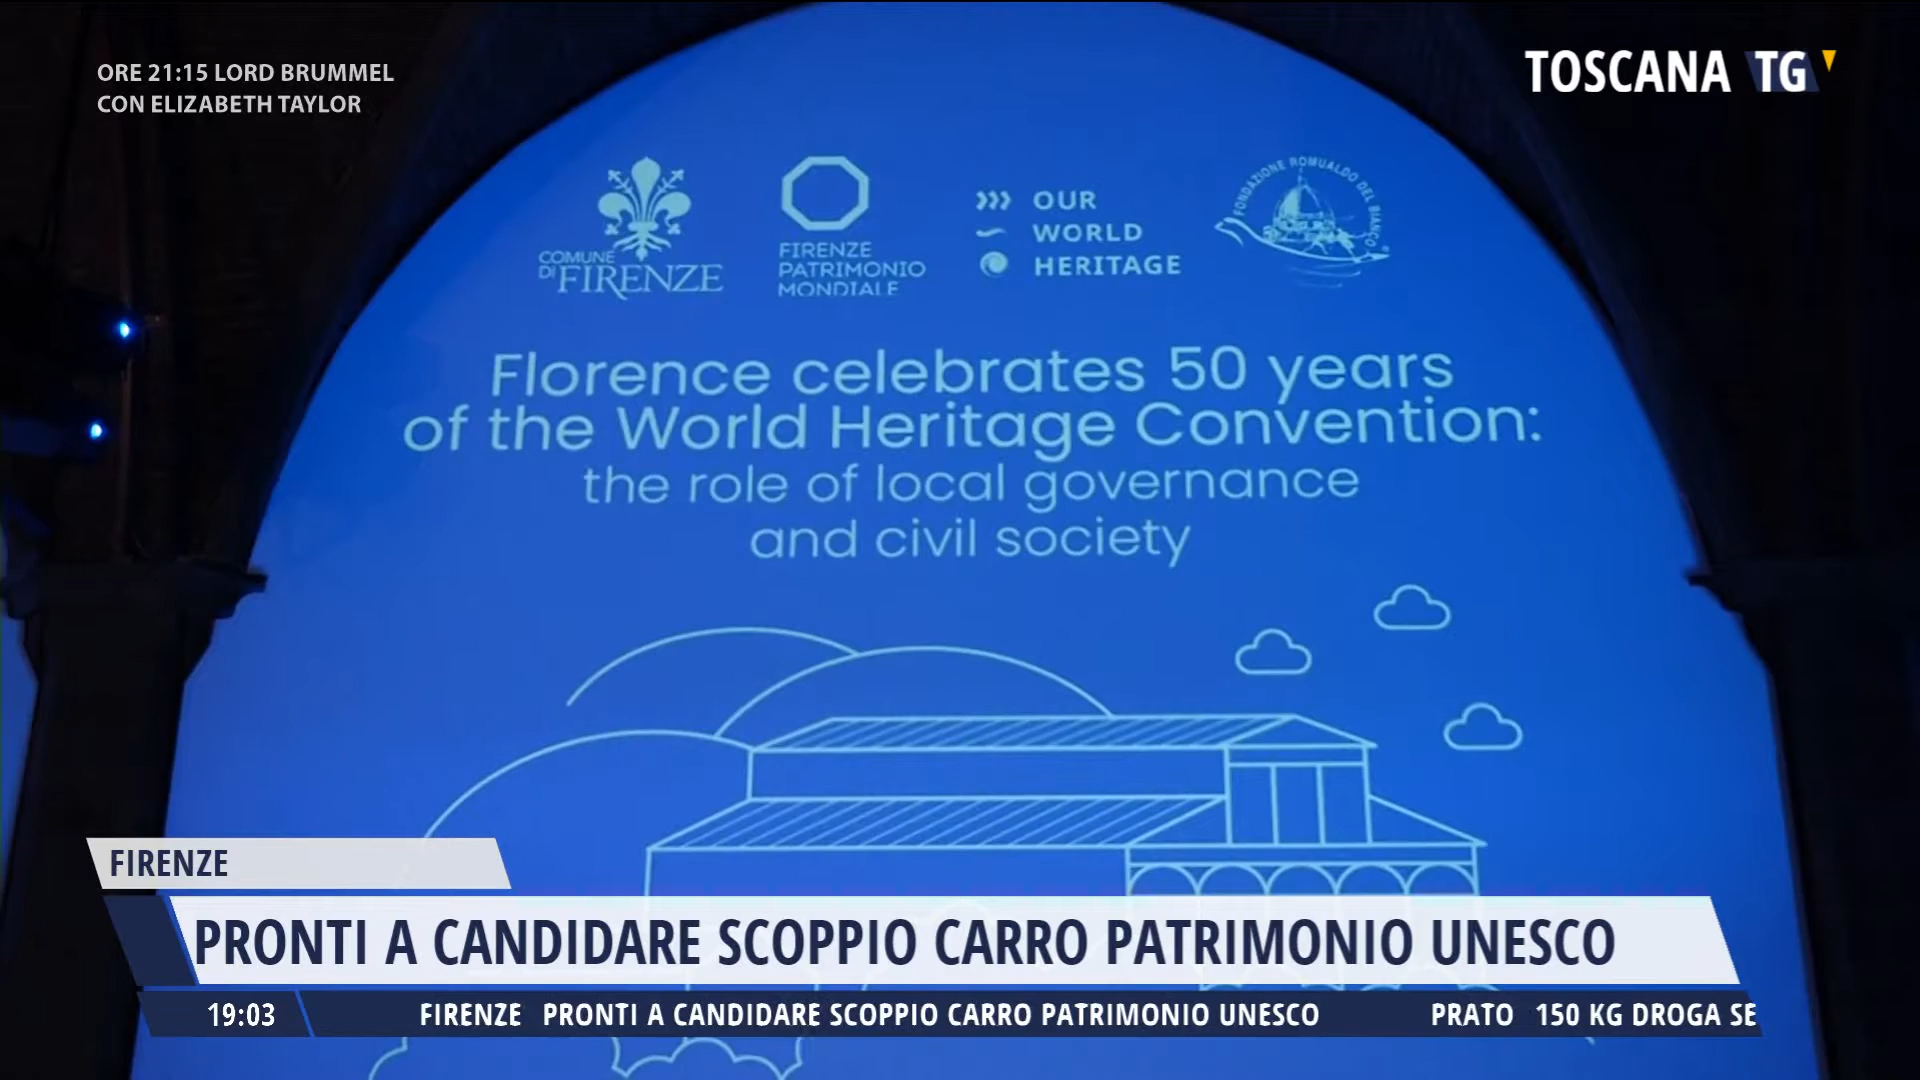 ORE 21:15 LORD BRUMMEL
CON ELIZABETH TAYLOR
TOSCANA TG
COMUNE
DI FIRENZE
FIRENZE
PATRIMONIO
MONDIALE
OUR
WORLD
HERITAGE
FONDAZIONE ROMUALDO DEL BIANCO
Florence celebrates 50 years
of the World Heritage Convention:
the role of local governance
and civil society
FIRENZE
PRONTI A CANDIDARE SCOPPIO CARRO PATRIMONIO UNESCO
19:03 FIRENZE PRONTI A CANDIDARE SCOPPIO CARRO PATRIMONIO UNESCO PRATO 150 KG DROGA SE